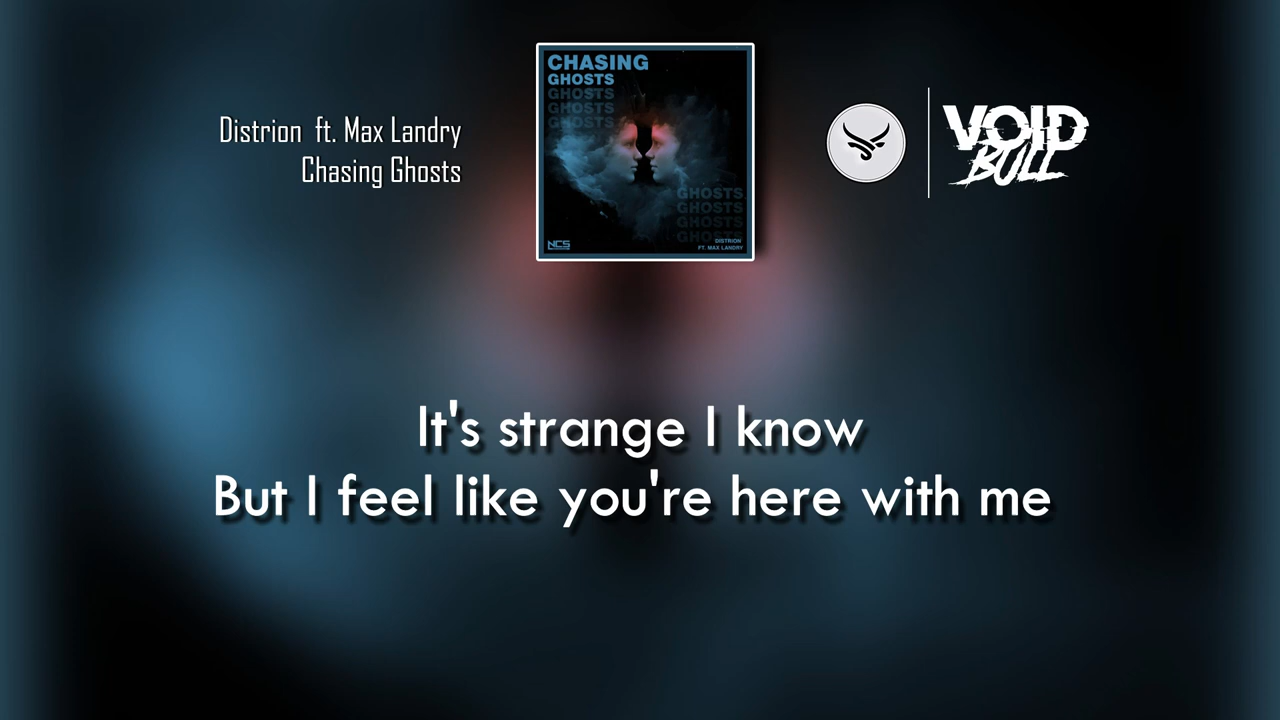 Distrion ft. Max Landry
Chasing Ghosts
CHASING
GHOSTS
GHOSTS
GHOSTS
GHOSTS
GHOSTS
GHOSTS
GHOSTS
GHOSTS
NCS
DISTRION
FT. MAX LANDRY
VOID
BULL
It's strange I know
But I feel like you're here with me